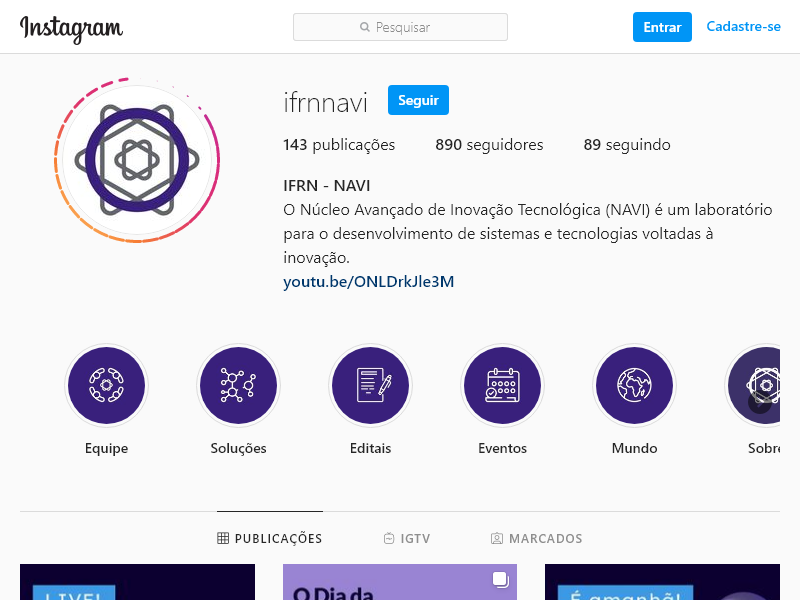 Instagram
Pesquisar
Entrar
Cadastre-se
ifrnnavi
Seguir
143 publicações 890 seguidores 89 seguindo
IFRN - NAVI
O Núcleo Avançado de Inovação Tecnológica (NAVI) é um laboratório
para o desenvolvimento de sistemas e tecnologias voltadas à
inovação.
youtu.be/ONLDrkJle3M
Equipe Soluções Editais Eventos Mundo Sobre
PUBLICAÇÕES IGTV MARCADOS
LIVE! O Dia da É amanhã!